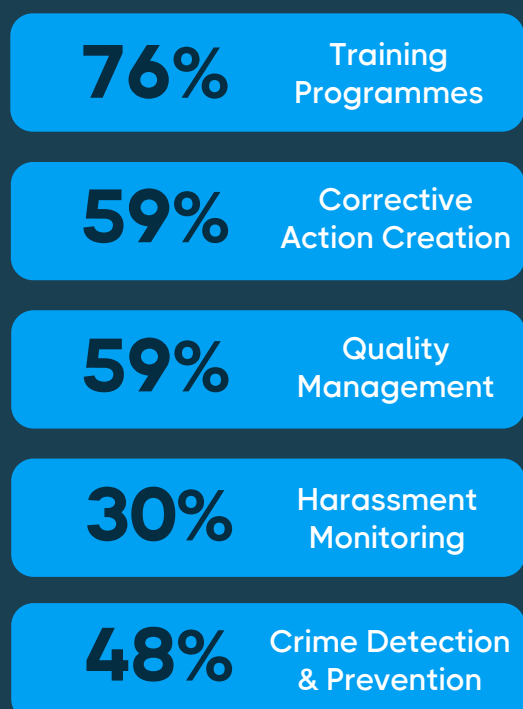 76%
Training
Programmes
59%
Corrective
Action Creation
59%
Quality
Management
30%
Harassment
Monitoring
48%
Crime Detection
& Prevention